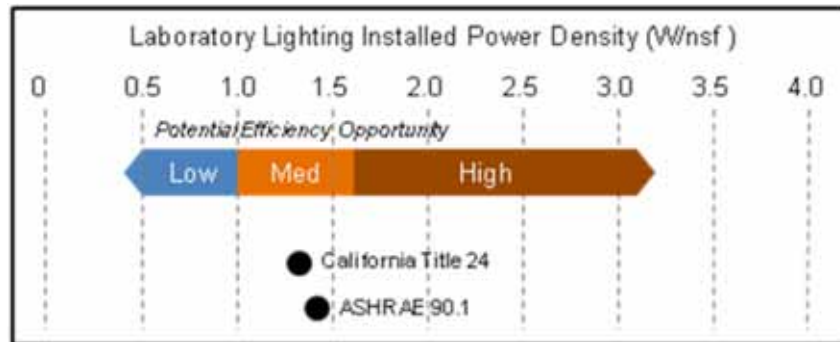 Laboratory Lighting Installed Power Density (W/nsf)
0 0.5 1.0 1.5 2.0 2.5 3.0 3.5 4.0
Potential Efficiency Opportunity
Low Med High
California Title 24
ASHRAE 90.1